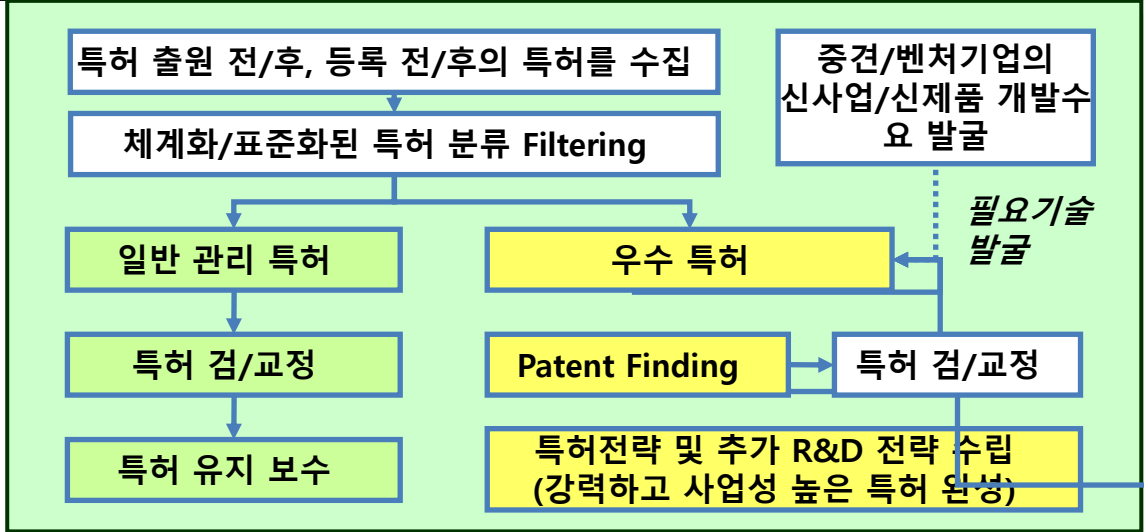 특허 출원 전/후, 등록 전/후의 특허를 수집
체계화/표준화된 특허 분류 Filtering
중견/벤처기업의
신사업/신제품 개발수
요 발굴
필요기술
발굴
일반 관리 특허
우수 특허
특허 검/교정
Patent Finding
특허 검/교정
특허 유지 보수
특허전략 및 추가 R&D 전략 수립
(강력하고 사업성 높은 특허 완성)